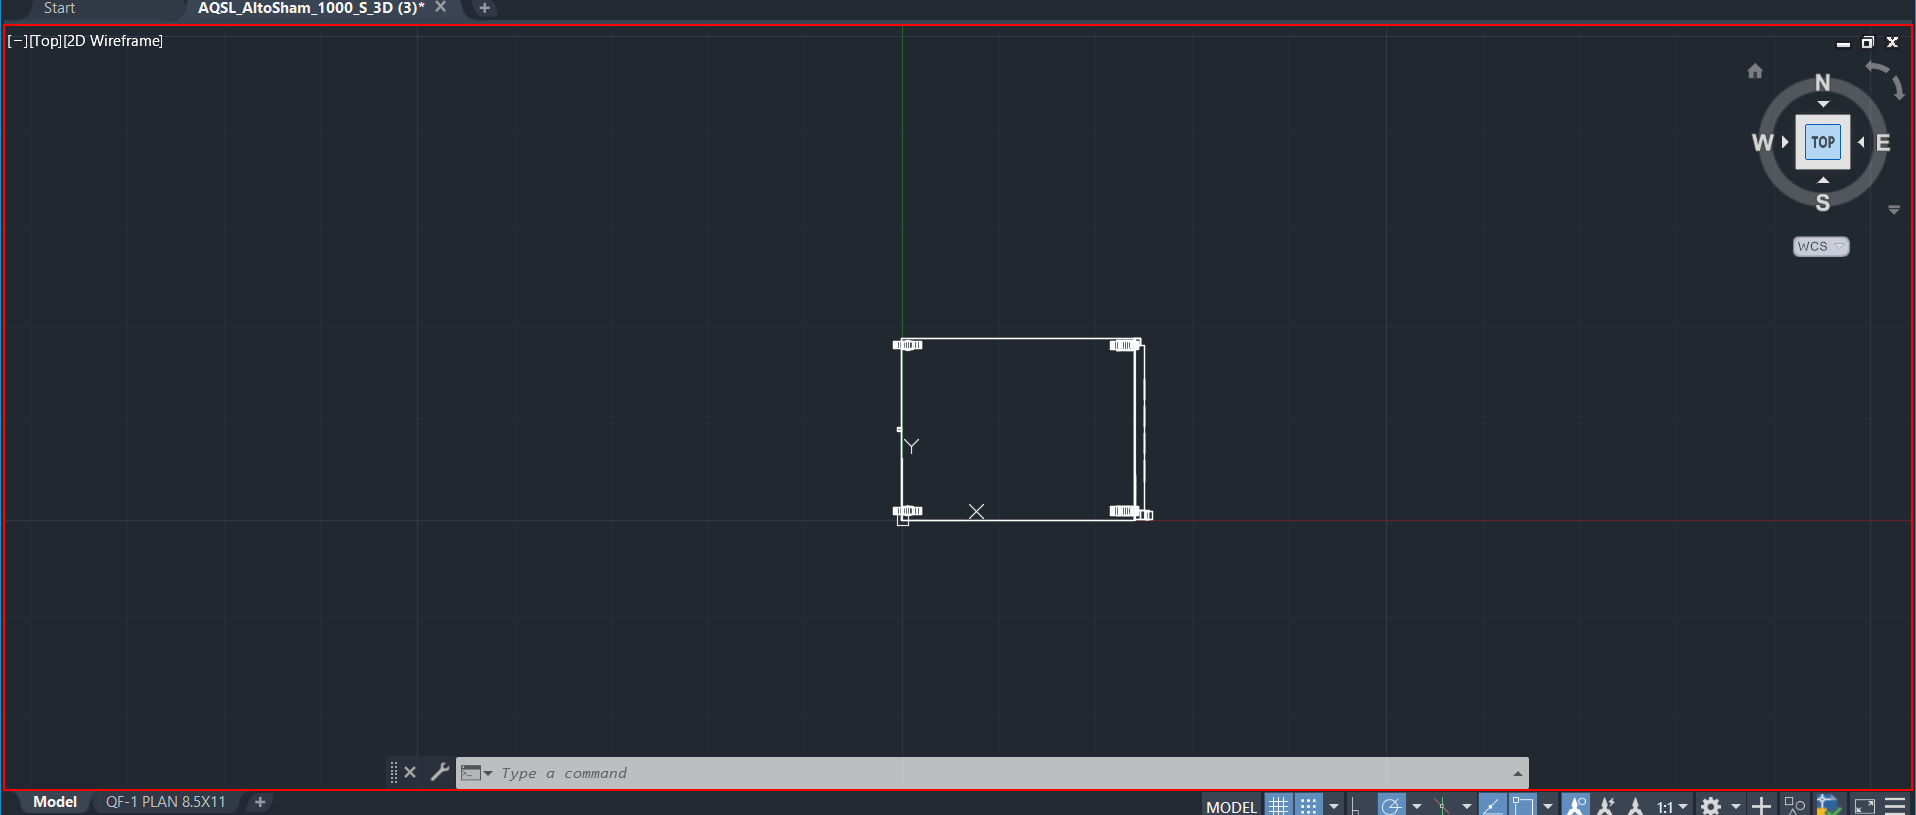 Start
AQSL_AltoSham_1000_S_3D (3)*
[−][Top][2D Wireframe]
N
W TOP E
S
WCS
Y
X
Type a command
Model QF-1 PLAN 8.5X11
MODEL 1:1